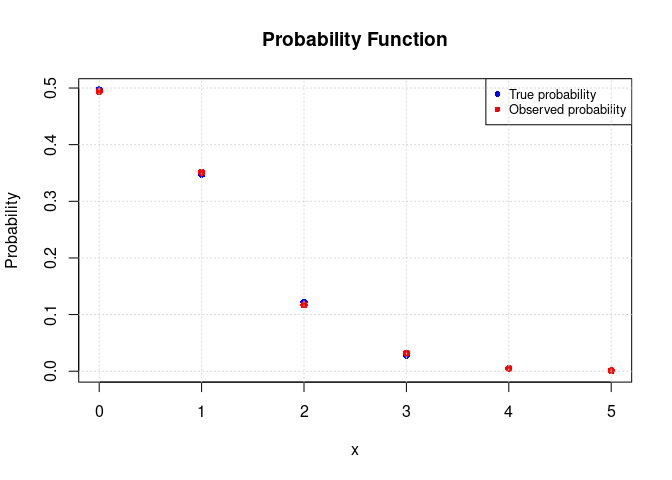 Probability Function
True probability
Observed probability
Probability
0.5
0.4
0.3
0.2
0.1
0.0
0 1 2 3 4 5
x